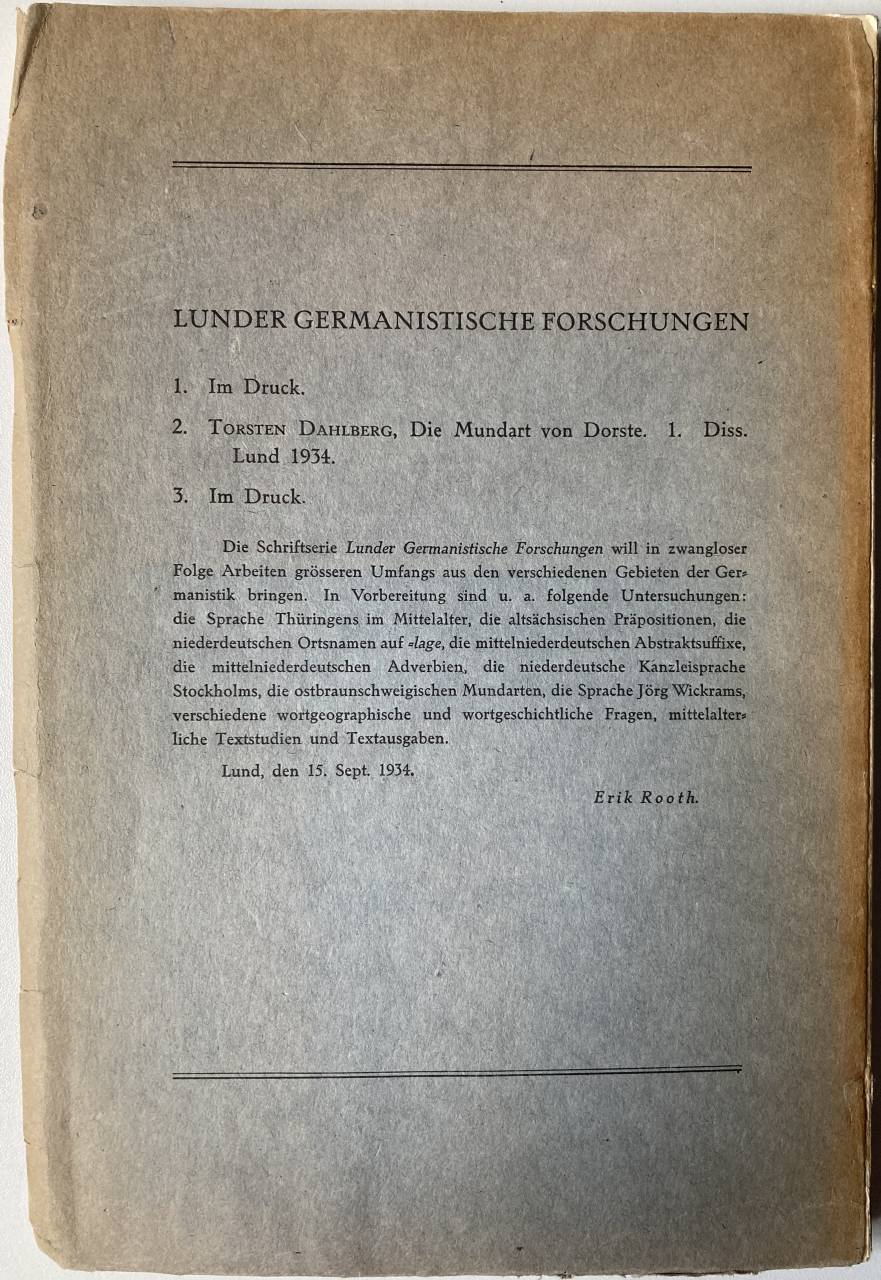 LUNDER GERMANISTISCHE FORSCHUNGEN
1. Im Druck.
2. TORSTEN DAHLBERG, Die Mundart von Dorste. 1. Diss.
Lund 1934.
3. Im Druck.
Die Schriftserie Lunder Germanistische Forschungen will in zwangloser
Folge Arbeiten grösseren Umfangs aus den verschiedenen Gebieten der Ger-
manistik bringen. In Vorbereitung sind u. a. folgende Untersuchungen:
die Sprache Thüringens im Mittelalter, die altsächsischen Präpositionen, die
niederdeutschen Ortsnamen auf -lage, die mittelniederdeutschen Abstraktsuffixe,
die mittelniederdeutschen Adverbien, die niederdeutsche Kanzleisprache
Stockholms, die ostbraunschweigischen Mundarten, die Sprache Jörg Wickrams,
verschiedene wortgeographische und wortgeschichtliche Fragen, mittelalter-
liche Textstudien und Textausgaben.
Lund, den 15. Sept. 1934.
Erik Rooth.